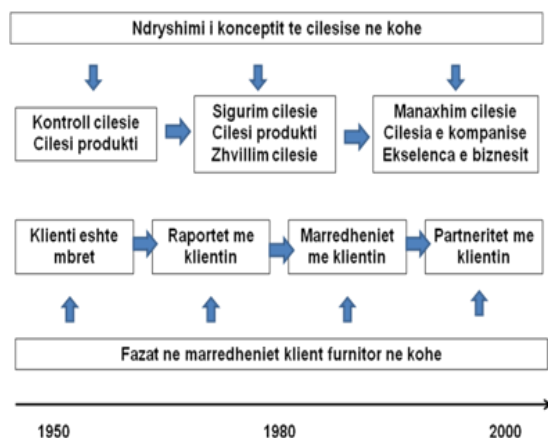 Ndryshimi i konceptit te cilesise ne kohe
Kontroll cilesie
Cilesi produkti
Sigurim cilesie
Cilesi produkti
Zhvillim cilesie
Manaxhim cilesie
Cilesia e kompanise
Ekselenca e biznesit
Klienti eshte
mbret
Raportet me
klientin
Marredheniet
me klientin
Partneritet me
klientin
Fazat ne marredheniet klient furnitor ne kohe
1950
1980
2000